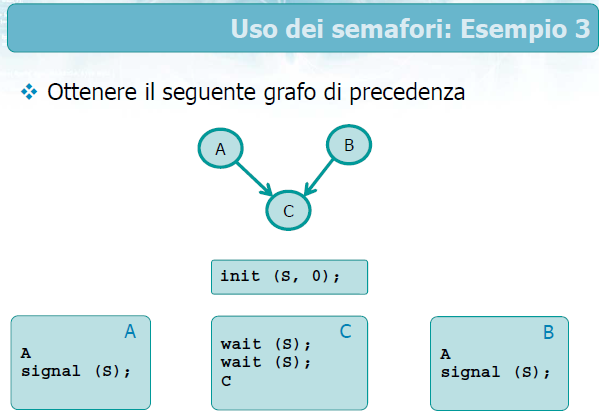 Uso dei semafori: Esempio 3
Ottenere il seguente grafo di precedenza
A
B
C
init (S, 0);
A
A
signal (S);
C
wait (S);
wait (S);
C
B
A
signal (S);